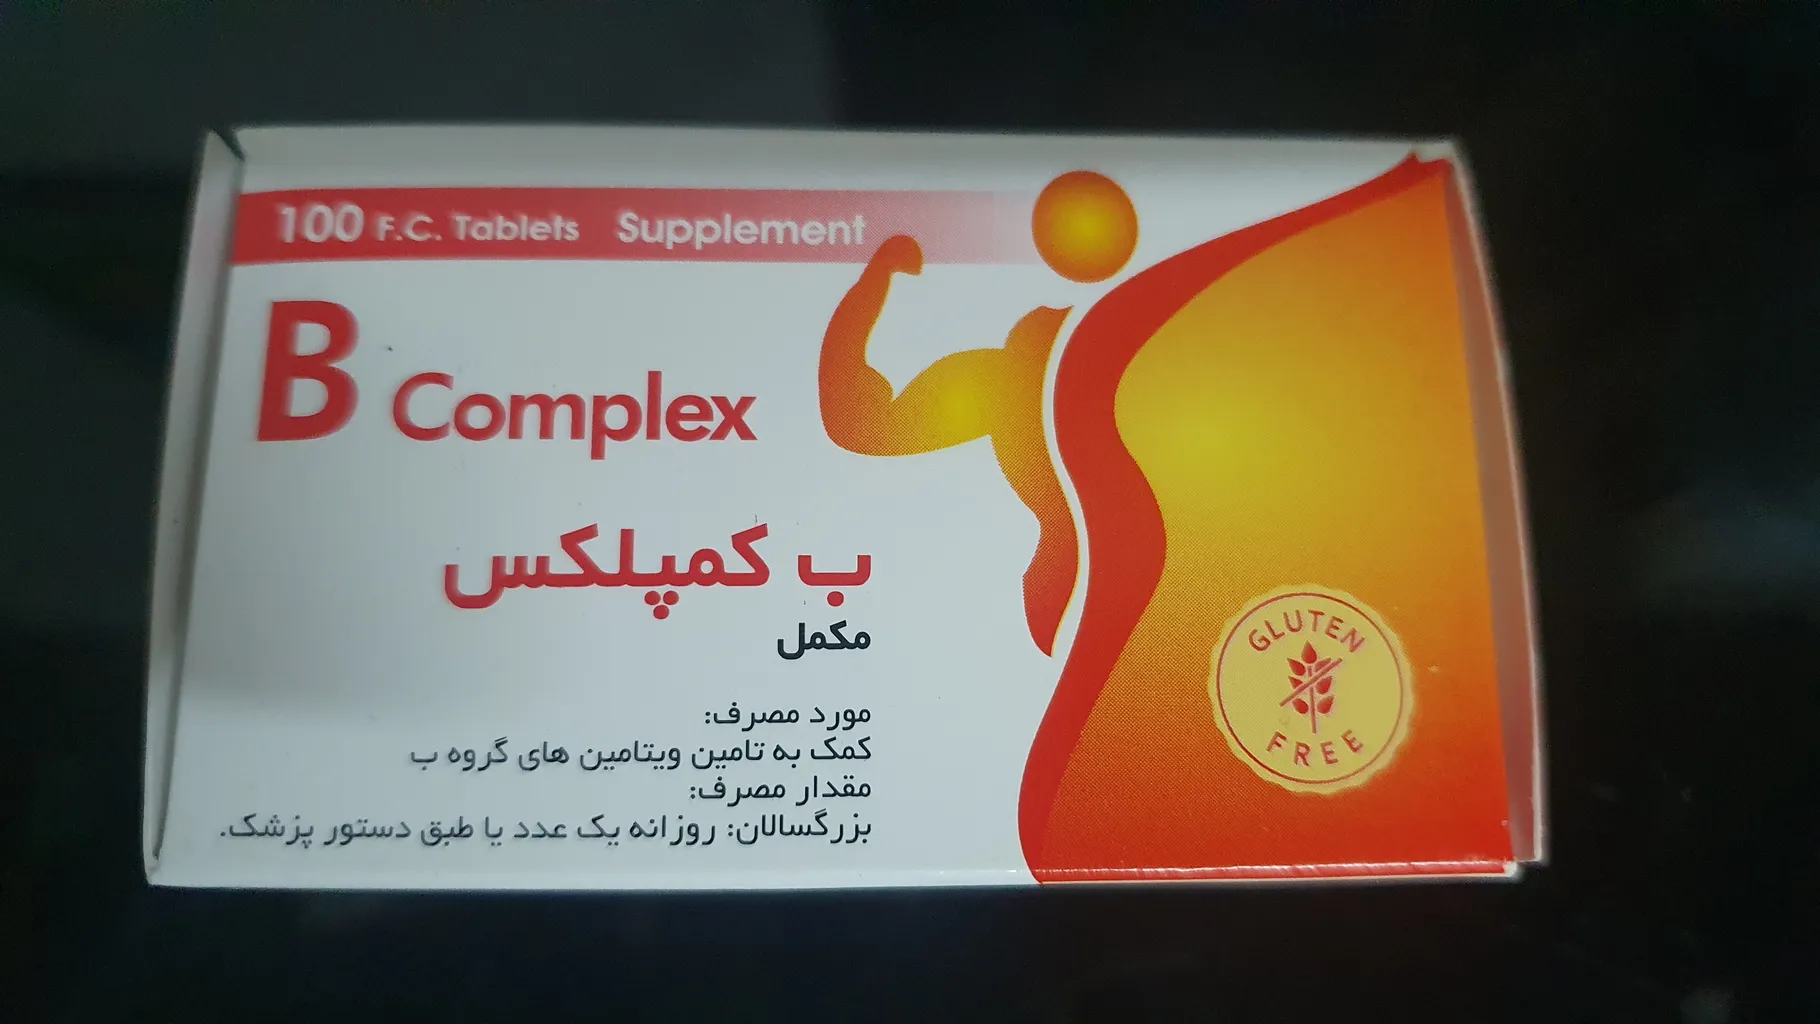 100 F.C. Tablets Supplement
B Complex
ب کمپلکس
مکمل
مورد مصرف:
کمک به تامین ویتامین های گروه ب
مقدار مصرف:
بزرگسالان: روزانه یک عدد یا طبق دستور پزشک.
GLUTEN
FREE